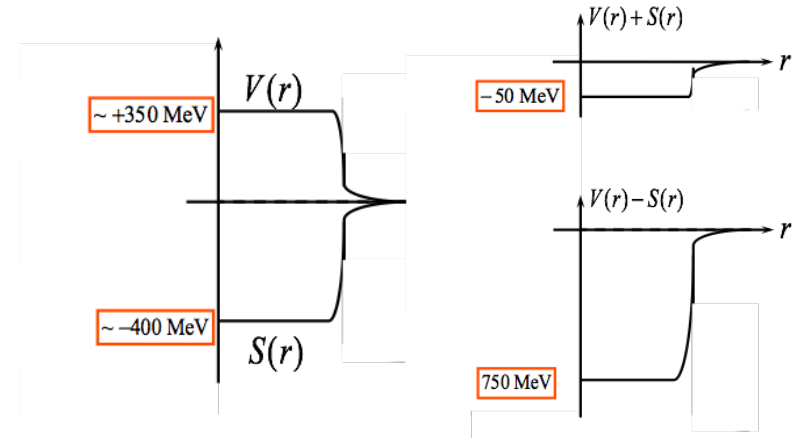 V(r)
~ +350 MeV
~ −400 MeV
S(r)
V(r)+S(r)
r
−50 MeV
V(r)−S(r)
r
750 MeV